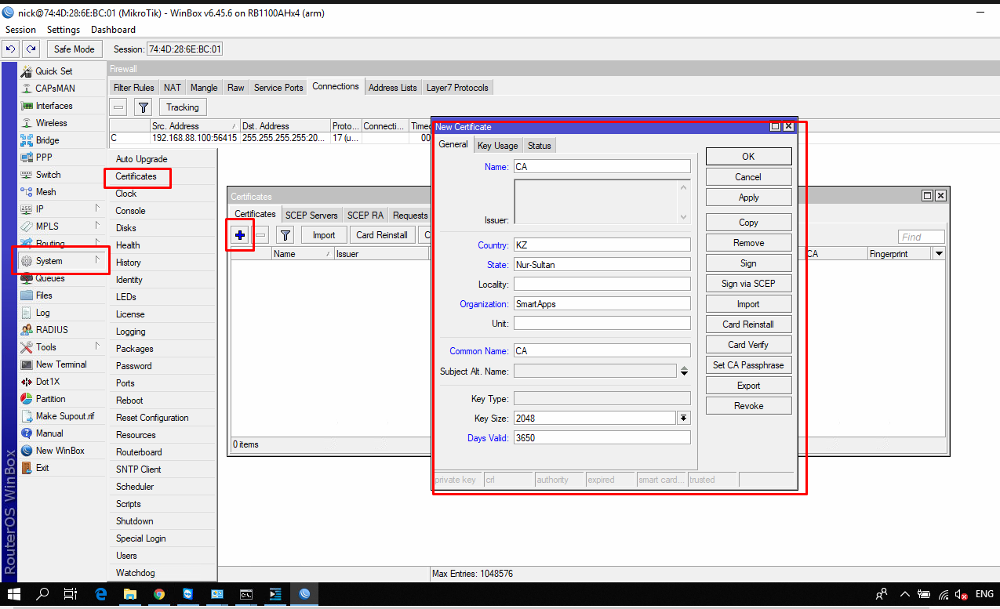 nick@74:4D:28:6E:BC:01 (MikroTik) - WinBox v6.45.6 on RB1100AHx4 (arm)
Session Settings Dashboard
Safe Mode Session: 74:4D:28:6E:BC:01
Quick Set
CAPsMAN
Interfaces
Wireless
Bridge
PPP
Switch
Mesh
IP
MPLS
Routing
System
Queues
Files
Log
RADIUS
Tools
New Terminal
Dot1X
Partition
Make Supout.rif
Manual
New WinBox
Exit
RouterOS WinBox
Firewall
Filter Rules NAT Mangle Raw Service Ports Connections Address Lists Layer7 Protocols
Tracking
Src. Address Dst. Address Proto... Connecti...
C 192.168.88.100:56415 255.255.255.255:20... 17 (u... 00
Auto Upgrade
Certificates
Clock
Console
Disks
Health
History
Identity
LEDs
License
Logging
Packages
Password
Ports
Reboot
Reset Configuration
Resources
Routerboard
SNTP Client
Scheduler
Scripts
Shutdown
Special Login
Users
Watchdog
Certificates
Certificates SCEP Servers SCEP RA Requests
Import Card Reinstall Find
Name Issuer CA Fingerprint
0 items
New Certificate
General Key Usage Status
Name: CA
Issuer:
Country: KZ
State: Nur-Sultan
Locality:
Organization: SmartApps
Unit:
Common Name: CA
Subject Alt. Name:
Key Type:
Key Size: 2048
Days Valid: 3650
private key crl authority expired smart card... trusted
OK
Cancel
Apply
Copy
Remove
Sign
Sign via SCEP
Import
Card Reinstall
Card Verify
Set CA Passphrase
Export
Revoke
Max Entries: 1048576
ENG